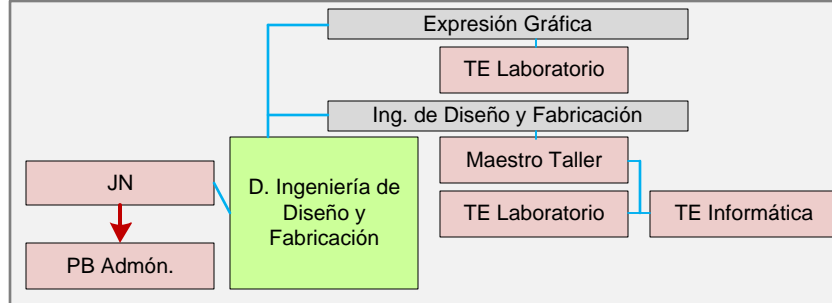 Expresión Gráfica
TE Laboratorio
Ing. de Diseño y Fabricación
Maestro Taller
TE Laboratorio
TE Informática
D. Ingeniería de
Diseño y
Fabricación
JN
PB Admón.